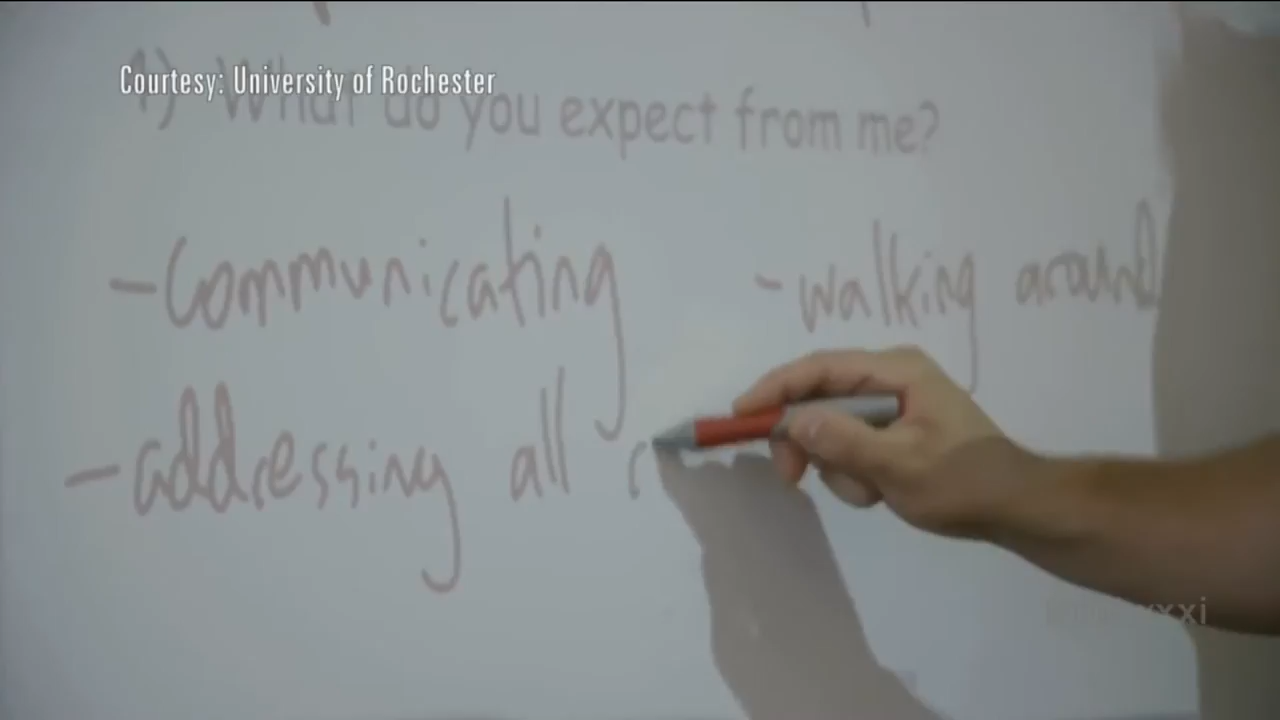 Courtesy: University of Rochester
1) What do you expect from me?
-Communicating
-walking around
-addressing all